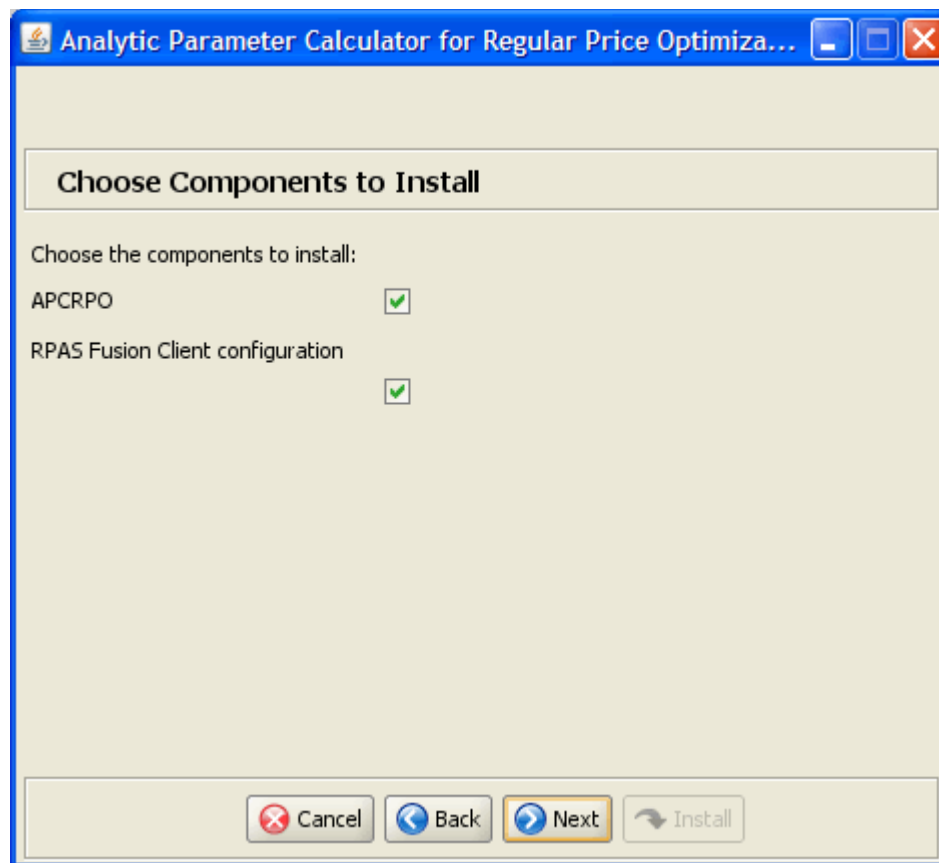 Analytic Parameter Calculator for Regular Price Optimiza...
Choose Components to Install
Choose the components to install:
APCRPO
RPAS Fusion Client configuration
Cancel Back Next Install